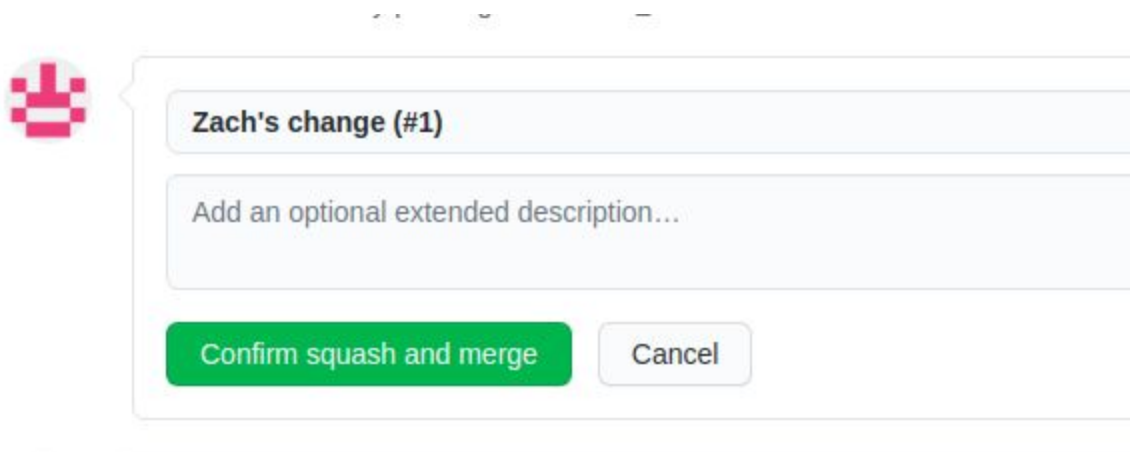 Zach's change (#1)
Add an optional extended description…
Confirm squash and merge
Cancel